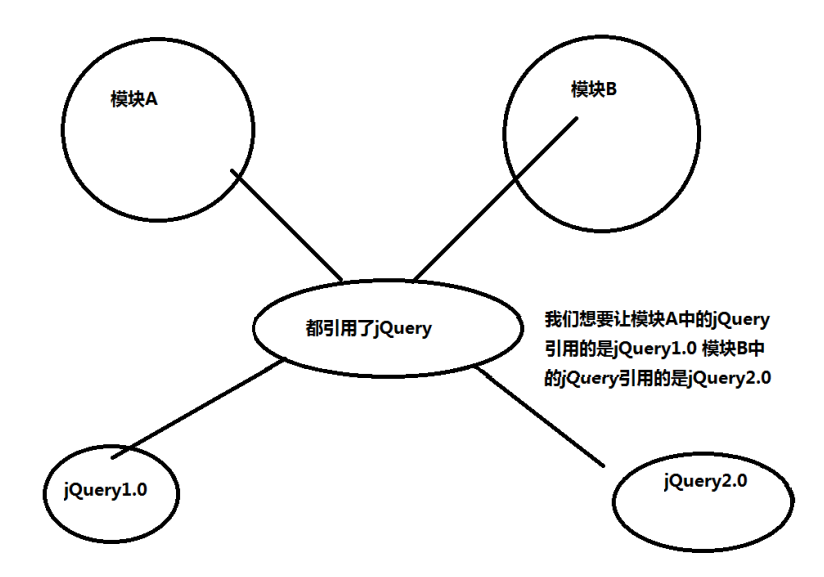 模块A
模块B
都引用了jQuery
我们想要让模块A中的jQuery
引用的是jQuery1.0 模块B中
的jQuery引用的是jQuery2.0
jQuery1.0
jQuery2.0